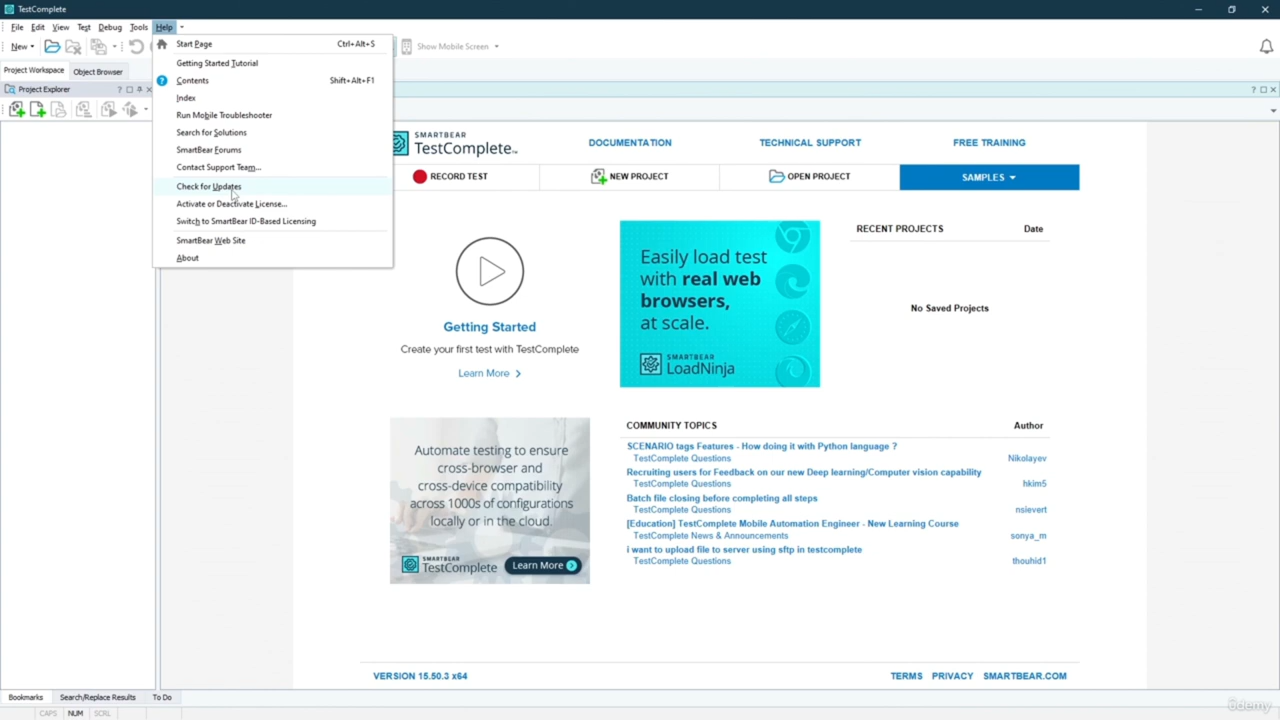 TestComplete
File Edit View Test Debug Tools Help
New
Show Mobile Screen
Project Workspace Object Browser
Project Explorer
Start Page Ctrl+Alt+S
Getting Started Tutorial
Contents Shift+Alt+F1
Index
Run Mobile Troubleshooter
Search for Solutions
SmartBear Forums
Contact Support Team...
Check for Updates
Activate or Deactivate License...
Switch to SmartBear ID-Based Licensing
SmartBear Web Site
About
SMARTBEAR
TestComplete™
DOCUMENTATION TECHNICAL SUPPORT FREE TRAINING
RECORD TEST NEW PROJECT OPEN PROJECT SAMPLES
Getting Started
Create your first test with TestComplete
Learn More
Easily load test
with real web
browsers,
at scale.
SMARTBEAR
LoadNinja
RECENT PROJECTS Date
No Saved Projects
Automate testing to ensure
cross-browser and
cross-device compatibility
across 1000s of configurations
locally or in the cloud.
SMARTBEAR
TestComplete Learn More
COMMUNITY TOPICS Author
SCENARIO tags Features - How doing it with Python language ?
TestComplete Questions Nikolayev
Recruiting users for Feedback on our new Deep learning/Computer vision capability
TestComplete Questions hkim5
Batch file closing before completing all steps
TestComplete Questions nsievert
[Education] TestComplete Mobile Automation Engineer - New Learning Course
TestComplete News & Announcements sonya_m
i want to upload file to server using sftp in testcomplete
TestComplete Questions thouhid1
VERSION 15.50.3 x64 TERMS PRIVACY SMARTBEAR.COM
Bookmarks Search/Replace Results To Do
CAPS NUM SCRL
ûdemy